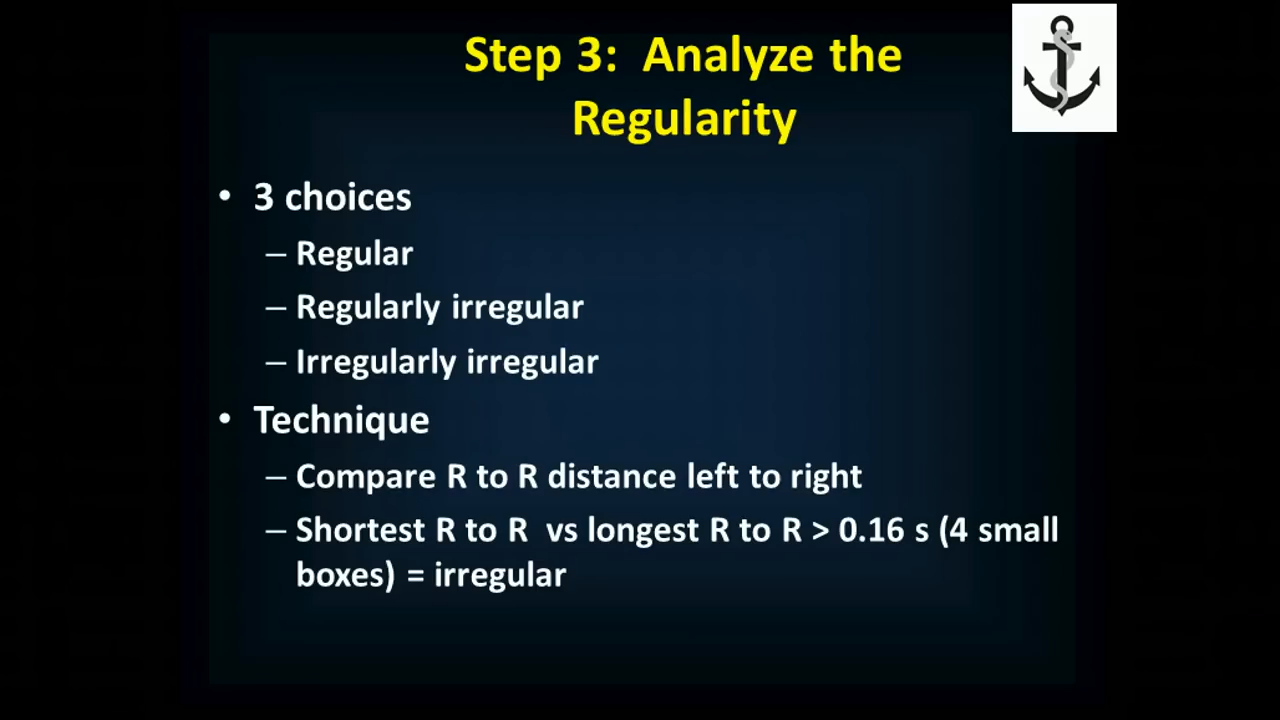 Step 3:  Analyze the
Regularity
• 3 choices
– Regular
– Regularly irregular
– Irregularly irregular
• Technique
– Compare R to R distance left to right
– Shortest R to R  vs longest R to R > 0.16 s (4 small
boxes) = irregular